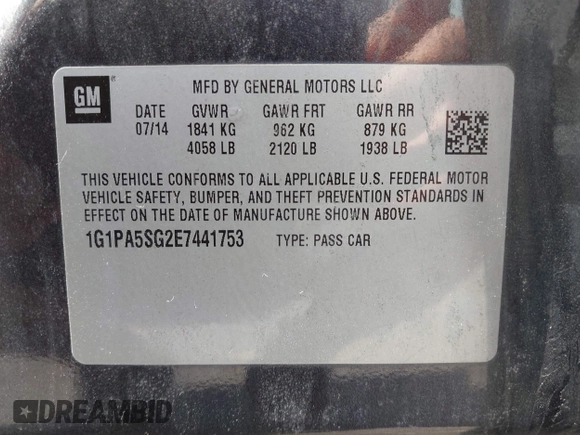 GM
MFD BY GENERAL MOTORS LLC
DATE GVWR GAWR FRT GAWR RR
07/14 1841 KG 962 KG 879 KG
4058 LB 2120 LB 1938 LB
THIS VEHICLE CONFORMS TO ALL APPLICABLE U.S. FEDERAL MOTOR
VEHICLE SAFETY, BUMPER, AND THEFT PREVENTION STANDARDS IN
EFFECT ON THE DATE OF MANUFACTURE SHOWN ABOVE.
1G1PA5SG2E7441753 TYPE: PASS CAR
DREAMBID